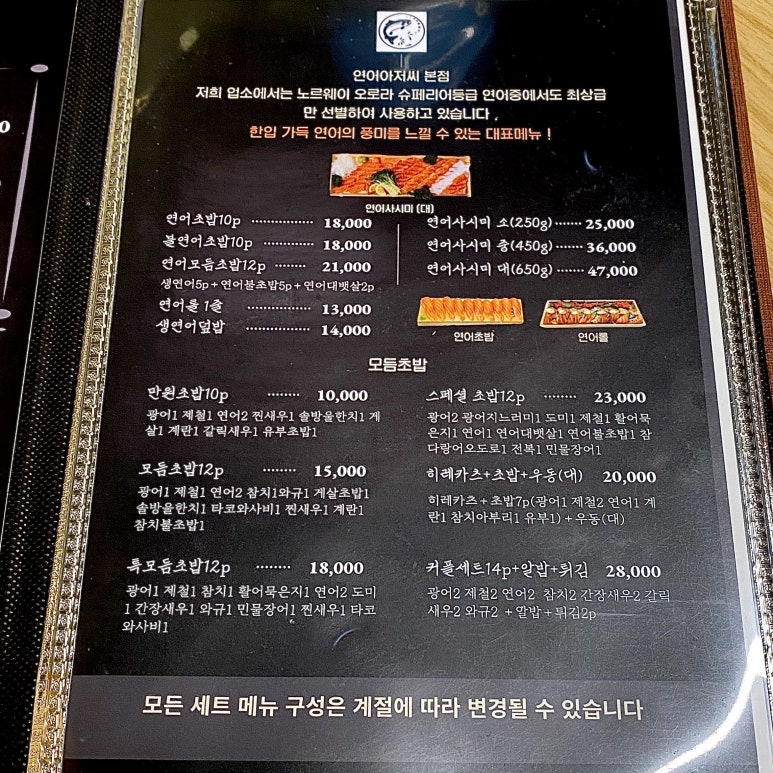 연어아저씨 본점
저희 업소에서는 노르웨이 오로라 슈페리어등급 연어중에서도 최상급
만 선별하여 사용하고 있습니다.
한입 가득 연어의 풍미를 느낄 수 있는 대표메뉴 !
연어사시미 (대)
연어초밥10p ············ 18,000
불연어초밥10p ············ 18,000
연어모듬초밥12p ········ 21,000
생연어5p + 연어불초밥5p + 연어대뱃살2p
연어롤 1줄 ············ 13,000
생연어덮밥 ············ 14,000
연어사시미 소(250g) ······· 25,000
연어사시미 중(450g) ······· 36,000
연어사시미 대(650g) ······· 47,000
연어초밥
연어롤
모듬초밥
만원초밥10p ········ 10,000
광어1 제철1 연어2 찐새우1 솔방울한치1 게
살1 계란1 갈릭새우1 유부초밥1
모듬초밥12p ········ 15,000
광어1 제철1 연어2 참치1와규1 게살초밥1
솔방울한치1 타코와사비1 찐새우1 계란1
참치불초밥1
특모듬초밥12p ········ 18,000
광어1 제철1 참치1 활어묵은지1 연어2 도미
1 간장새우1 와규1 민물장어1 찐새우1 타코
와사비1
스페셜 초밥12p 23,000
광어2 광어지느러미1 도미1 제철1 활어묵
은지1 연어1 연어대뱃살1 연어불초밥1 참
다랑어오도로1 전복1 민물장어1
히레카츠+초밥+우동(대) 20,000
히레카츠 + 초밥7p(광어1 제철2 연어1 계
란1 참치아부리1 유부1) + 우동(대)
커플세트14p+알밥+튀김 28,000
광어2 제철2 연어2 참치2 간장새우2 갈릭
새우2 와규2 + 알밥 + 튀김2p
모든 세트 메뉴 구성은 계절에 따라 변경될 수 있습니다